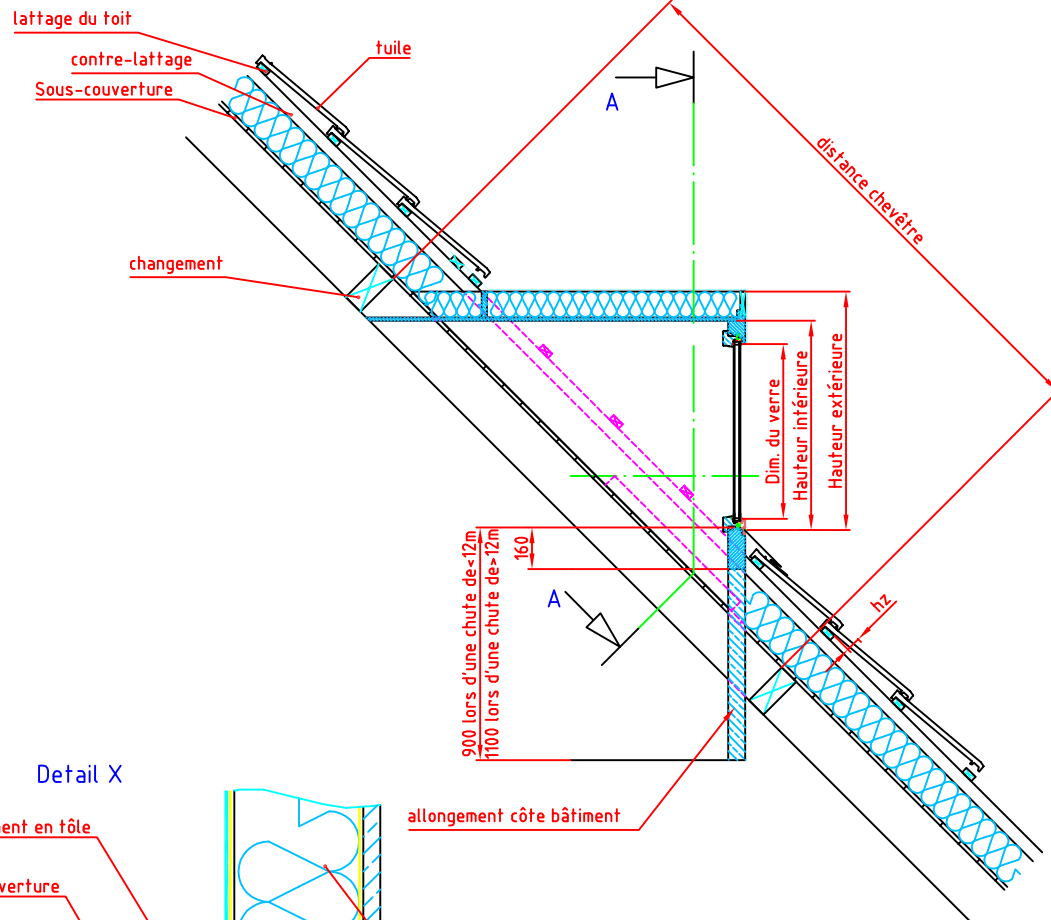 lattage du toit
tuile
contre-lattage
Sous-couverture
A
distance chevêtre
changement
Dim. du verre
Hauteur intérieure
Hauteur extérieure
900 lors d'une chute de<12m
1100 lors d'une chute de>12m
160
A
hz
Detail X
allongement côte bâtiment
ent en tôle
verture